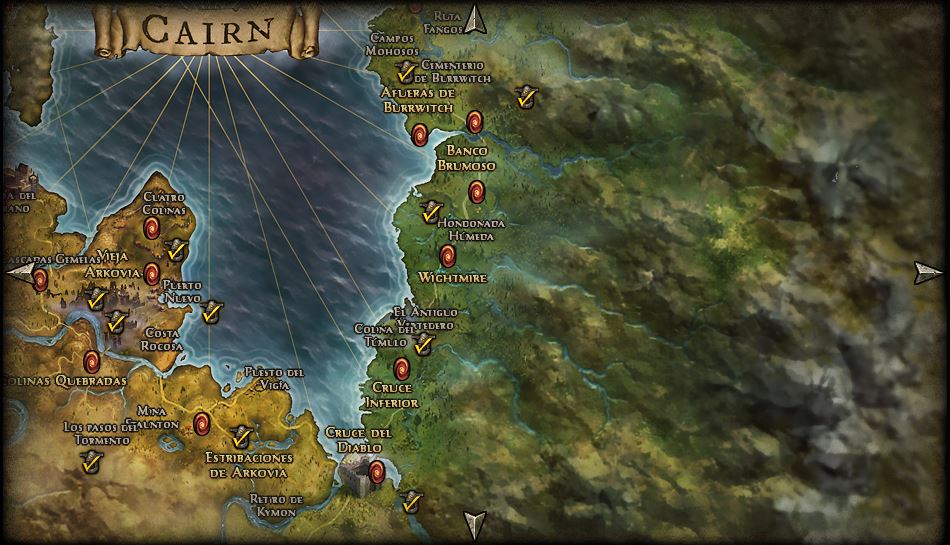 CAIRN
RUTA
FANGOS
CAMPOS
MOHOSOS
CEMENTERIO
DE BURRWITCH
AFUERAS DE
BURRWITCH
BANCO
BRUMOSO
CUATRO
COLINAS
HONDONADA
HÚMEDA
VIEJA
ARKOVIA
GEMELAS
WIGHTMIRE
PUERTO
NUEVO
EL ANTIGUO
VERTEDERO
COLINA DEL
TÚMULO
COSTA
ROCOSA
COLINAS QUEBRADAS
PUESTO DEL
VIGÍA
CRUCE
INFERIOR
MINA
STAUNTON
LOS PASOS DEL
TORMENTO
CRUCE DEL
DIABLO
ESTRIBACIONES
DE ARKOVIA
RETIRO DE
KYMON